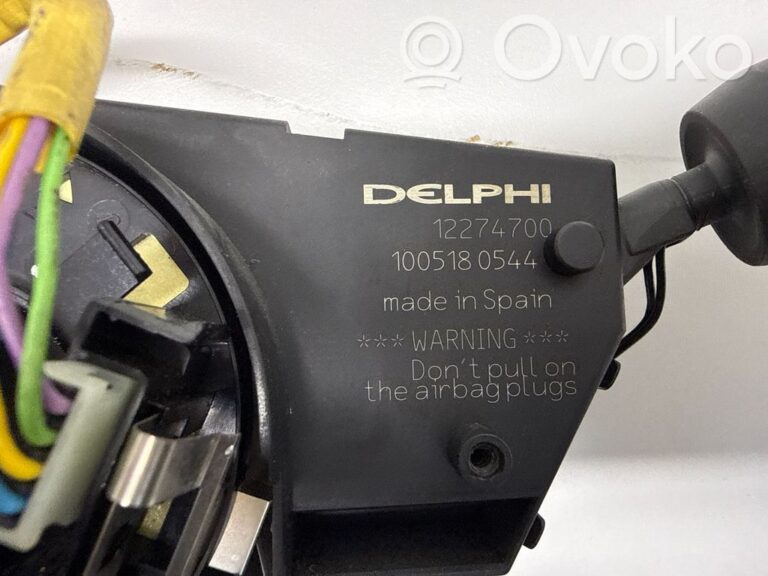 Ovoko
DELPHI
12274700
100518 0544
made in Spain
*** WARNING ***
Don't pull on
the airbag plugs